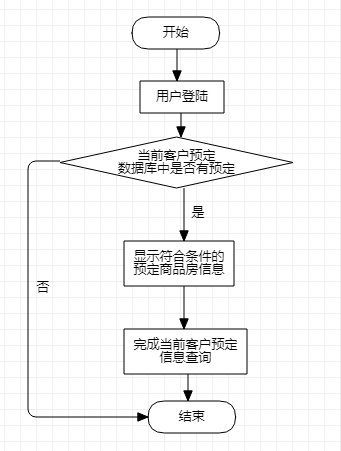 开始
用户登陆
当前客户预定
数据库中是否有预定
是
显示符合条件的
预定商品房信息
否
完成当前客户预定
信息查询
结束